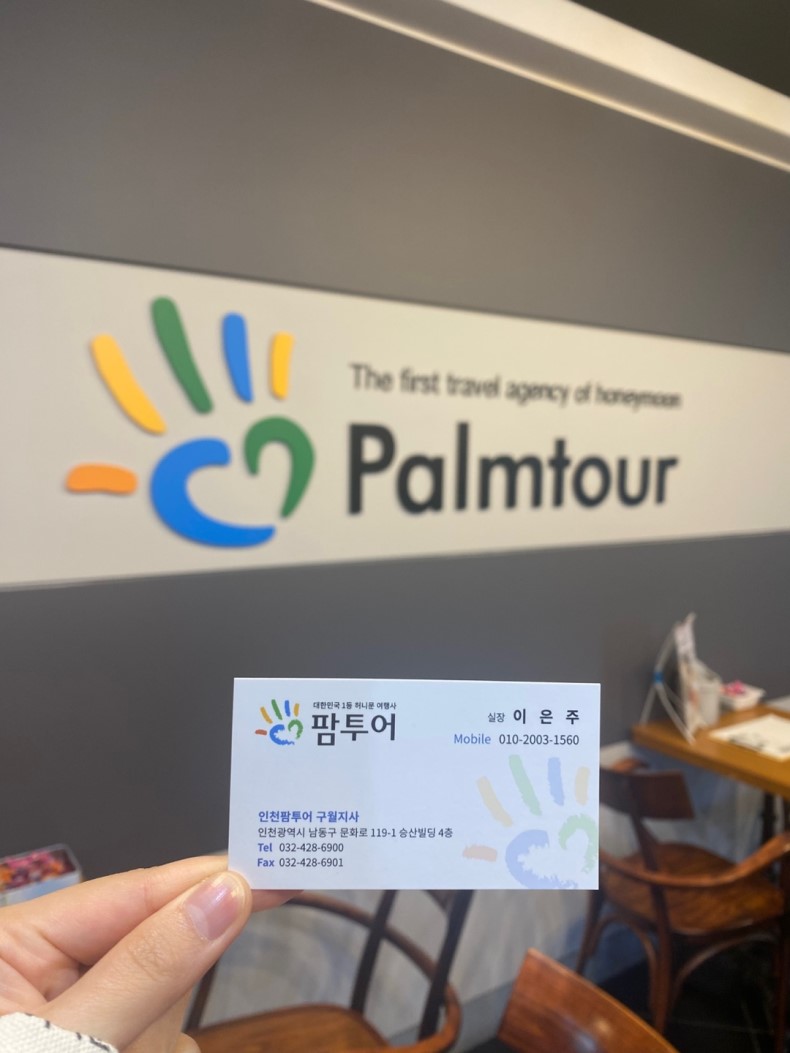 The first travel agency of honeymoon
Palmtour
대한민국 1등 허니문 여행사
팜투어
실장 이 은 주
Mobile 010-2003-1560
인천팜투어 구월지사
인천광역시 남동구 문화로 119-1 승산빌딩 4층
Tel 032-428-6900
Fax 032-428-6901